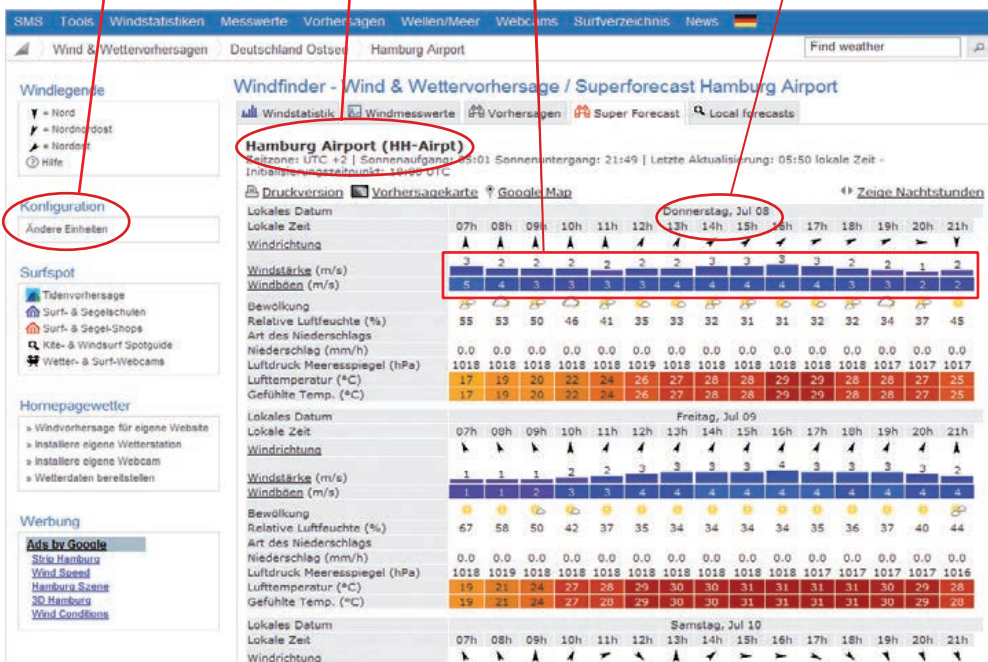 SMS Tools Windstatistiken Messwerte Vorhersagen Wellen/Meer Webcams Surfverzeichnis News
Wind & Wettervorhersagen Deutschland Ostsee Hamburg Airport Find weather
Windlegende
= Nord
= Nordnordost
= Nordost
Hilfe
Konfiguration
Ändere Einheiten
Surfspot
Tidenvorhersage
Surf- & Segelschulen
Surf- & Segel-Shops
Kite- & Windsurf Spotguide
Wetter- & Surf-Webcams
Homepagewetter
» Windvorhersage für eigene Website
» Installiere eigene Wetterstation
» Installiere eigene Webcam
» Wetterdaten bereitstellen
Werbung
Ads by Google
Strip Hamburg
Wind Speed
Hamburg Szene
3D Hamburg
Wind Conditions
Windfinder - Wind & Wettervorhersage / Superforecast Hamburg Airport
Windstatistik Windmesswerte Vorhersagen Super Forecast Local forecasts
Hamburg Airport (HH-Airpt)
Zeitzone: UTC +2 | Sonnenaufgang: 05:01 Sonnenuntergang: 21:49 | Letzte Aktualisierung: 05:50 lokale Zeit -
Initialisierungszeitpunkt: 18:00 UTC
Druckversion Vorhersagekarte Google Map Zeige Nachtstunden
Lokales Datum Donnerstag, Jul 08
Lokale Zeit 07h 08h 09h 10h 11h 12h 13h 14h 15h 16h 17h 18h 19h 20h 21h
Windrichtung
Windstärke (m/s) 3 2 2 2 2 2 2 3 3 3 3 2 2 1 2
Windböen (m/s) 5 4 3 3 3 3 4 4 4 4 4 3 3 2 2
Bewölkung
Relative Luftfeuchte (%) 55 53 50 46 41 35 33 32 31 31 32 32 34 37 45
Art des Niederschlags
Niederschlag (mm/h) 0.0 0.0 0.0 0.0 0.0 0.0 0.0 0.0 0.0 0.0 0.0 0.0 0.0 0.0 0.0
Luftdruck Meeresspiegel (hPa) 1018 1018 1018 1018 1018 1019 1018 1018 1018 1018 1018 1018 1017 1017 1017
Lufttemperatur (°C) 17 19 20 22 24 26 27 28 28 29 29 28 28 27 25
Gefühlte Temp. (°C) 17 19 20 22 24 26 27 28 28 29 29 28 28 27 25
Lokales Datum Freitag, Jul 09
Lokale Zeit 07h 08h 09h 10h 11h 12h 13h 14h 15h 16h 17h 18h 19h 20h 21h
Windrichtung
Windstärke (m/s) 1 1 1 2 2 3 3 3 3 4 3 3 3 3 2
Windböen (m/s) 1 1 2 3 3 4 4 4 4 4 4 4 4 4 4
Bewölkung
Relative Luftfeuchte (%) 67 58 50 42 37 35 34 34 34 34 35 36 37 40 44
Art des Niederschlags
Niederschlag (mm/h) 0.0 0.0 0.0 0.0 0.0 0.0 0.0 0.0 0.0 0.0 0.0 0.0 0.0 0.0 0.0
Luftdruck Meeresspiegel (hPa) 1018 1019 1018 1018 1018 1018 1018 1018 1018 1018 1017 1017 1017 1017 1016
Lufttemperatur (°C) 19 21 24 27 28 29 30 30 31 31 31 31 30 29 28
Gefühlte Temp. (°C) 19 21 24 27 28 29 30 30 31 31 31 31 30 29 28
Lokales Datum Samstag, Jul 10
Lokale Zeit 07h 08h 09h 10h 11h 12h 13h 14h 15h 16h 17h 18h 19h 20h 21h
Windrichtung